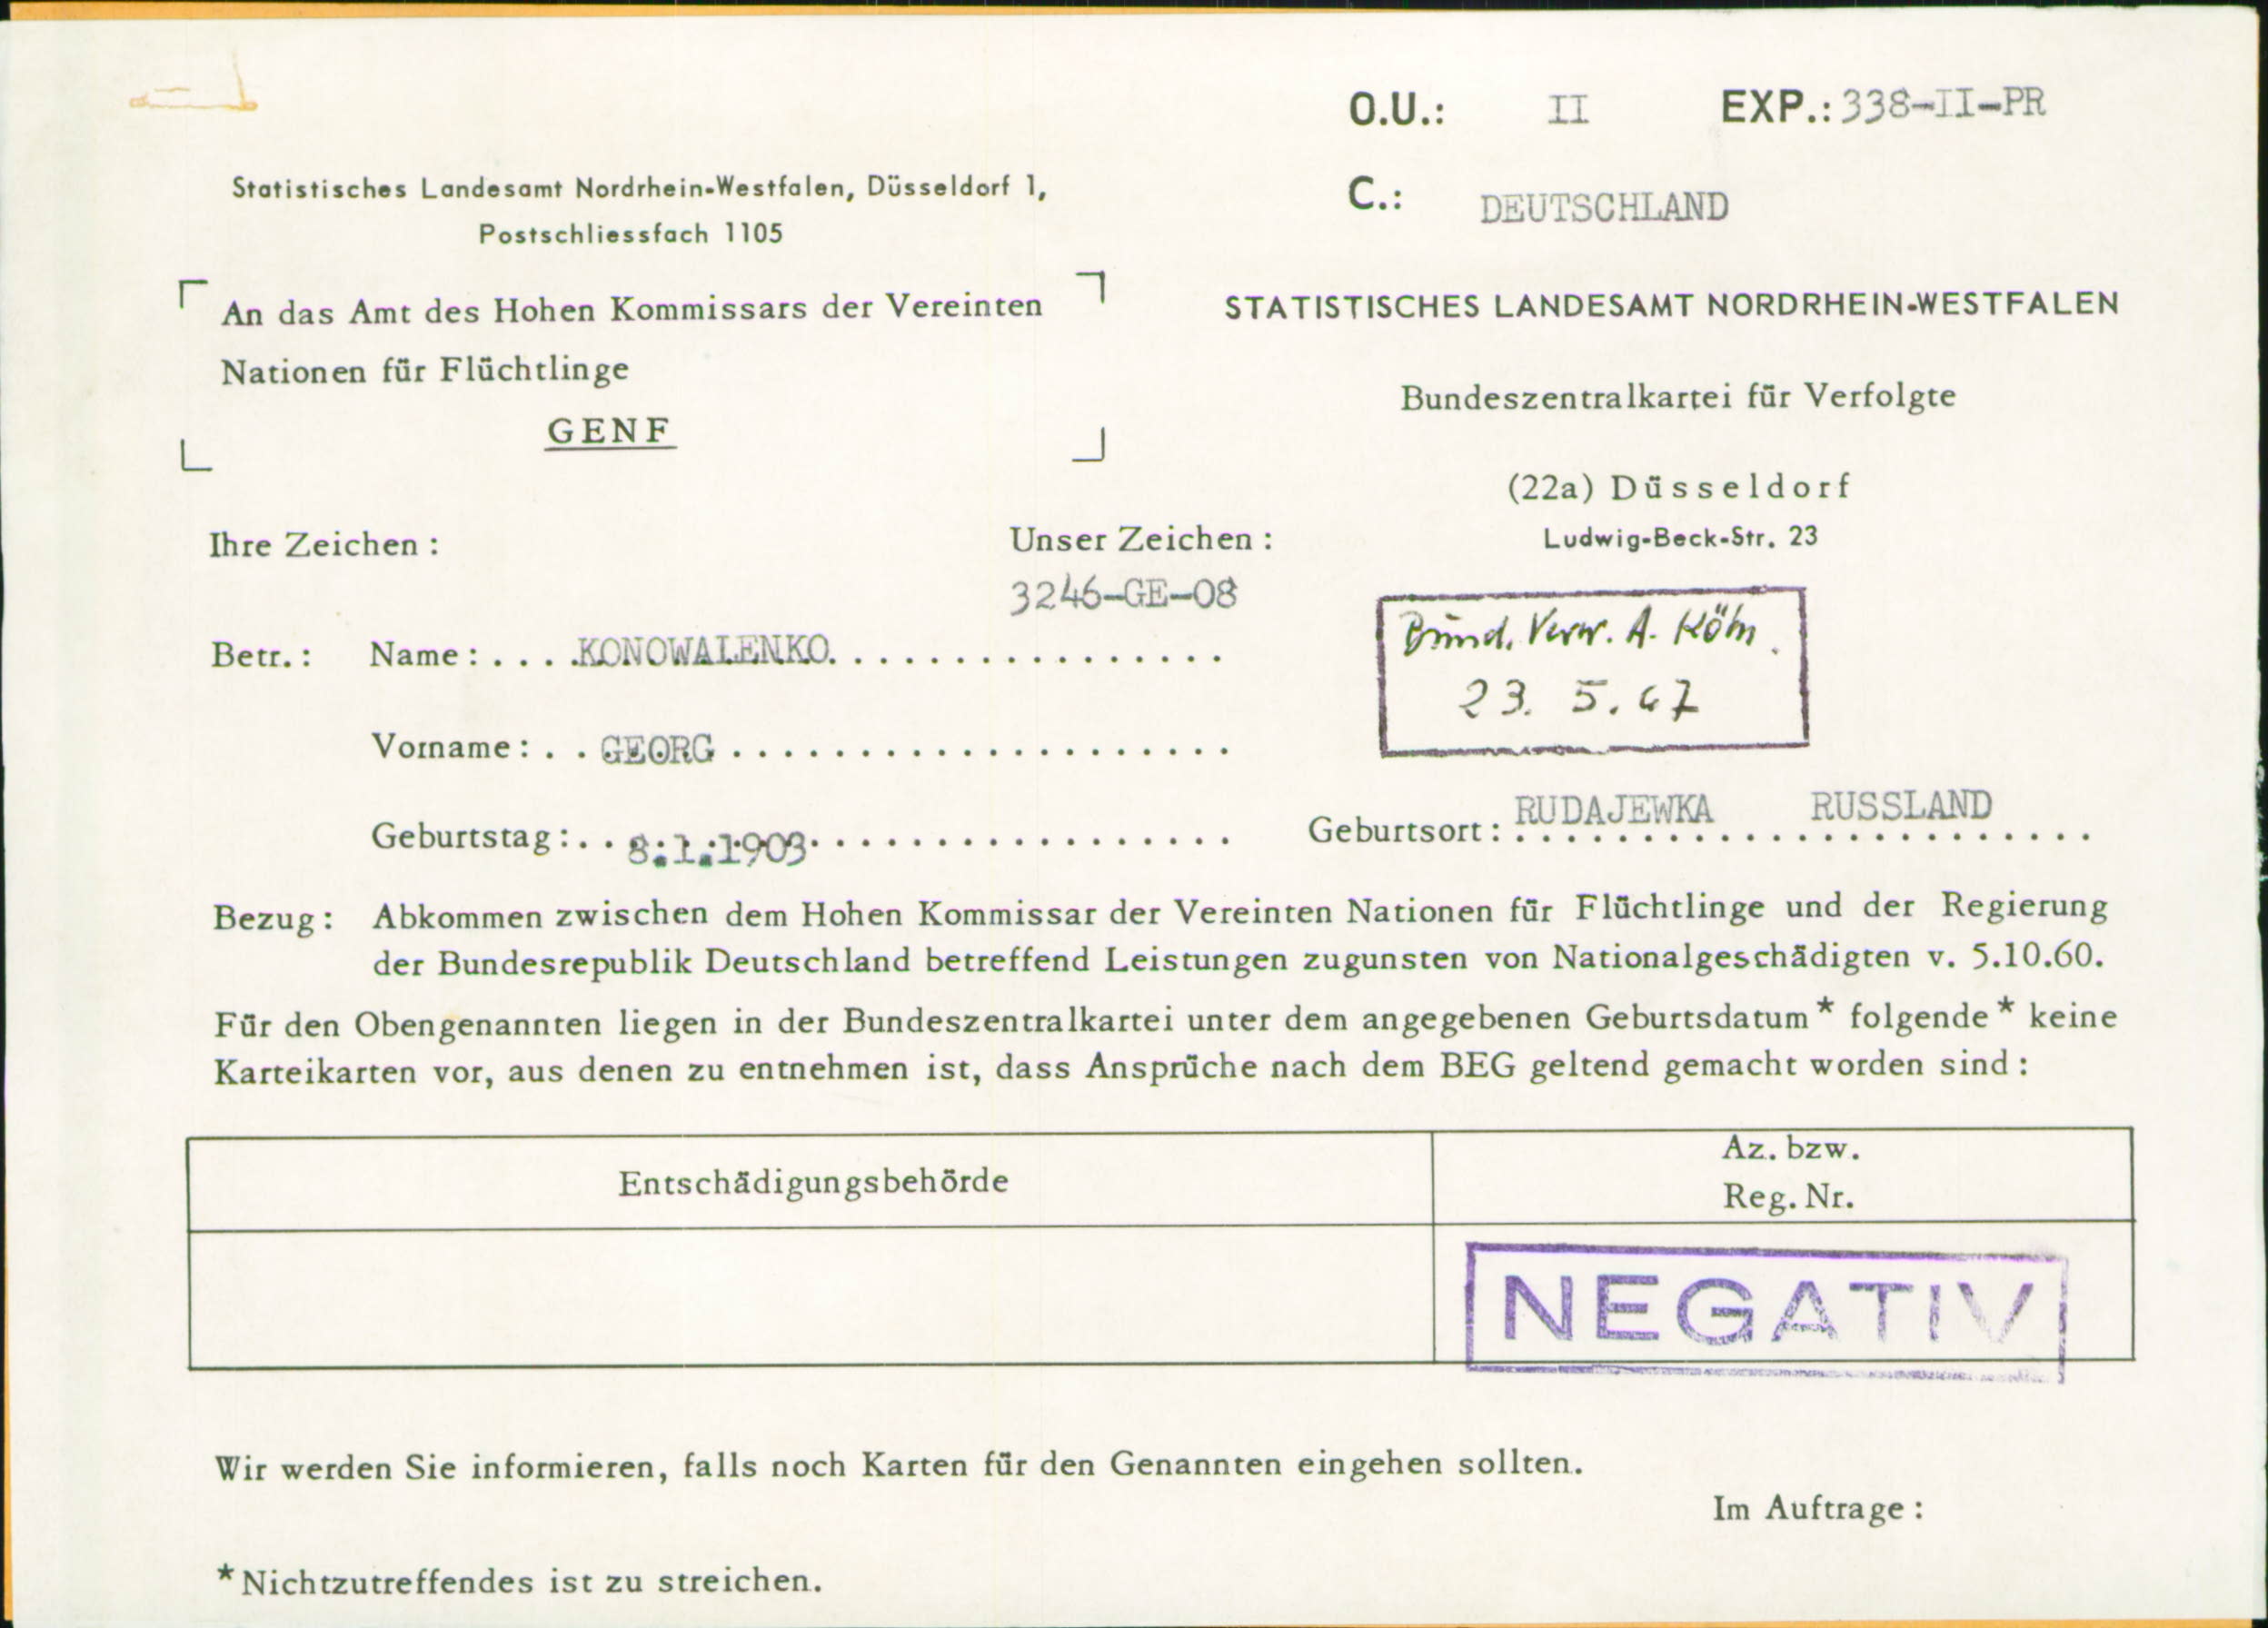 O.U.: II EXP.: 338-II-PR
C.: DEUTSCHLAND
Statistisches Landesamt Nordrhein-Westfalen, Düsseldorf 1,
Postschliessfach 1105
An das Amt des Hohen Kommissars der Vereinten
Nationen für Flüchtlinge
GENF
STATISTISCHES LANDESAMT NORDRHEIN-WESTFALEN
Bundeszentralkartei für Verfolgte
(22a) Düsseldorf
Ludwig-Beck-Str. 23
Ihre Zeichen: Unser Zeichen:
3246-GE-08
Bund. Verw. A. Köln.
23. 5. 67
Betr.: Name: ....KONOWALENKO................
Vorname: ..GEORG....................
Geburtstag: ..8.1.1903................. Geburtsort: RUDAJEWKA RUSSLAND
Bezug: Abkommen zwischen dem Hohen Kommissar der Vereinten Nationen für Flüchtlinge und der Regierung
der Bundesrepublik Deutschland betreffend Leistungen zugunsten von Nationalgeschädigten v. 5.10.60.
Für den Obengenannten liegen in der Bundeszentralkartei unter dem angegebenen Geburtsdatum * folgende * keine
Karteikarten vor, aus denen zu entnehmen ist, dass Ansprüche nach dem BEG geltend gemacht worden sind:
Entschädigungsbehörde
Az. bzw.
Reg. Nr.
NEGATIV
Wir werden Sie informieren, falls noch Karten für den Genannten eingehen sollten.
Im Auftrage:
* Nichtzutreffendes ist zu streichen.